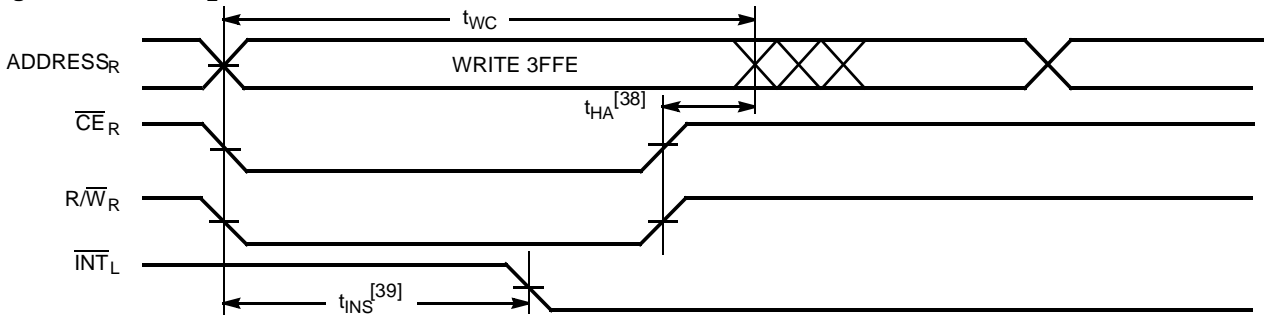 tWC
ADDRESSR
WRITE 3FFE
tHA[38]
CER
R/WR
INTL
tINS[39]